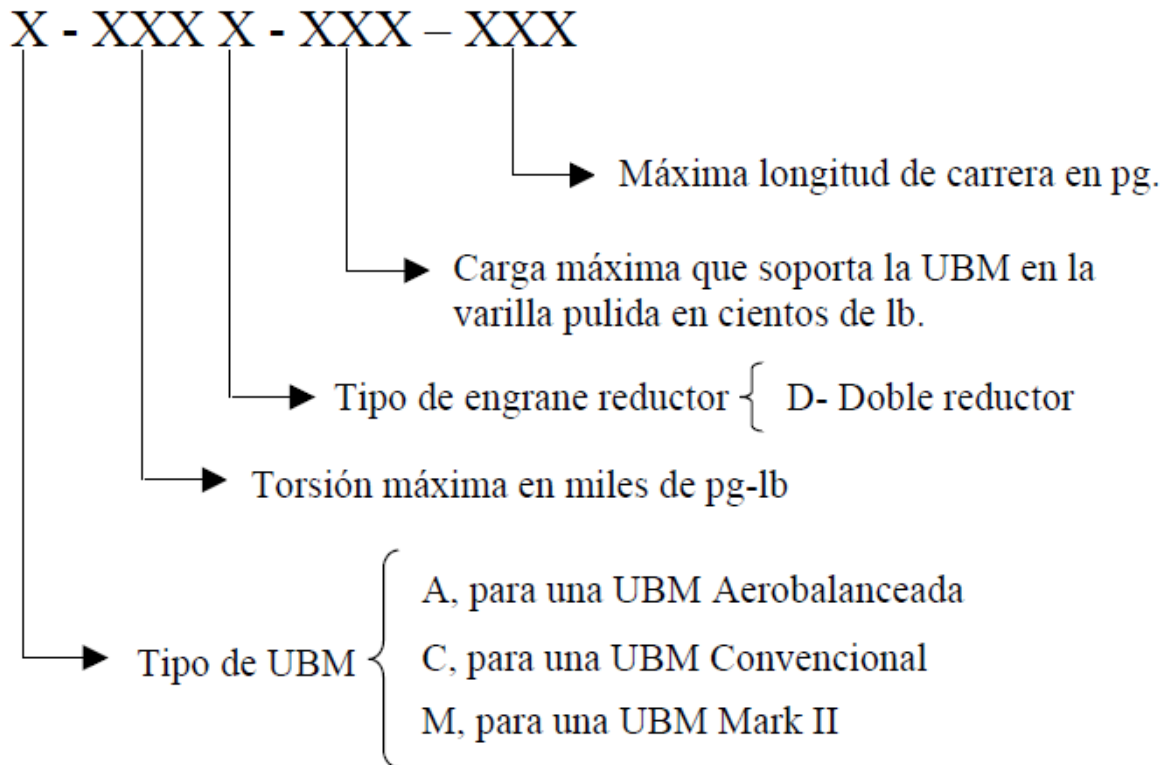 X - XXX X - XXX – XXX
Máxima longitud de carrera en pg.
Carga máxima que soporta la UBM en la
varilla pulida en cientos de lb.
Tipo de engrane reductor { D- Doble reductor
Torsión máxima en miles de pg-lb
A, para una UBM Aerobalanceada
Tipo de UBM { C, para una UBM Convencional
M, para una UBM Mark II